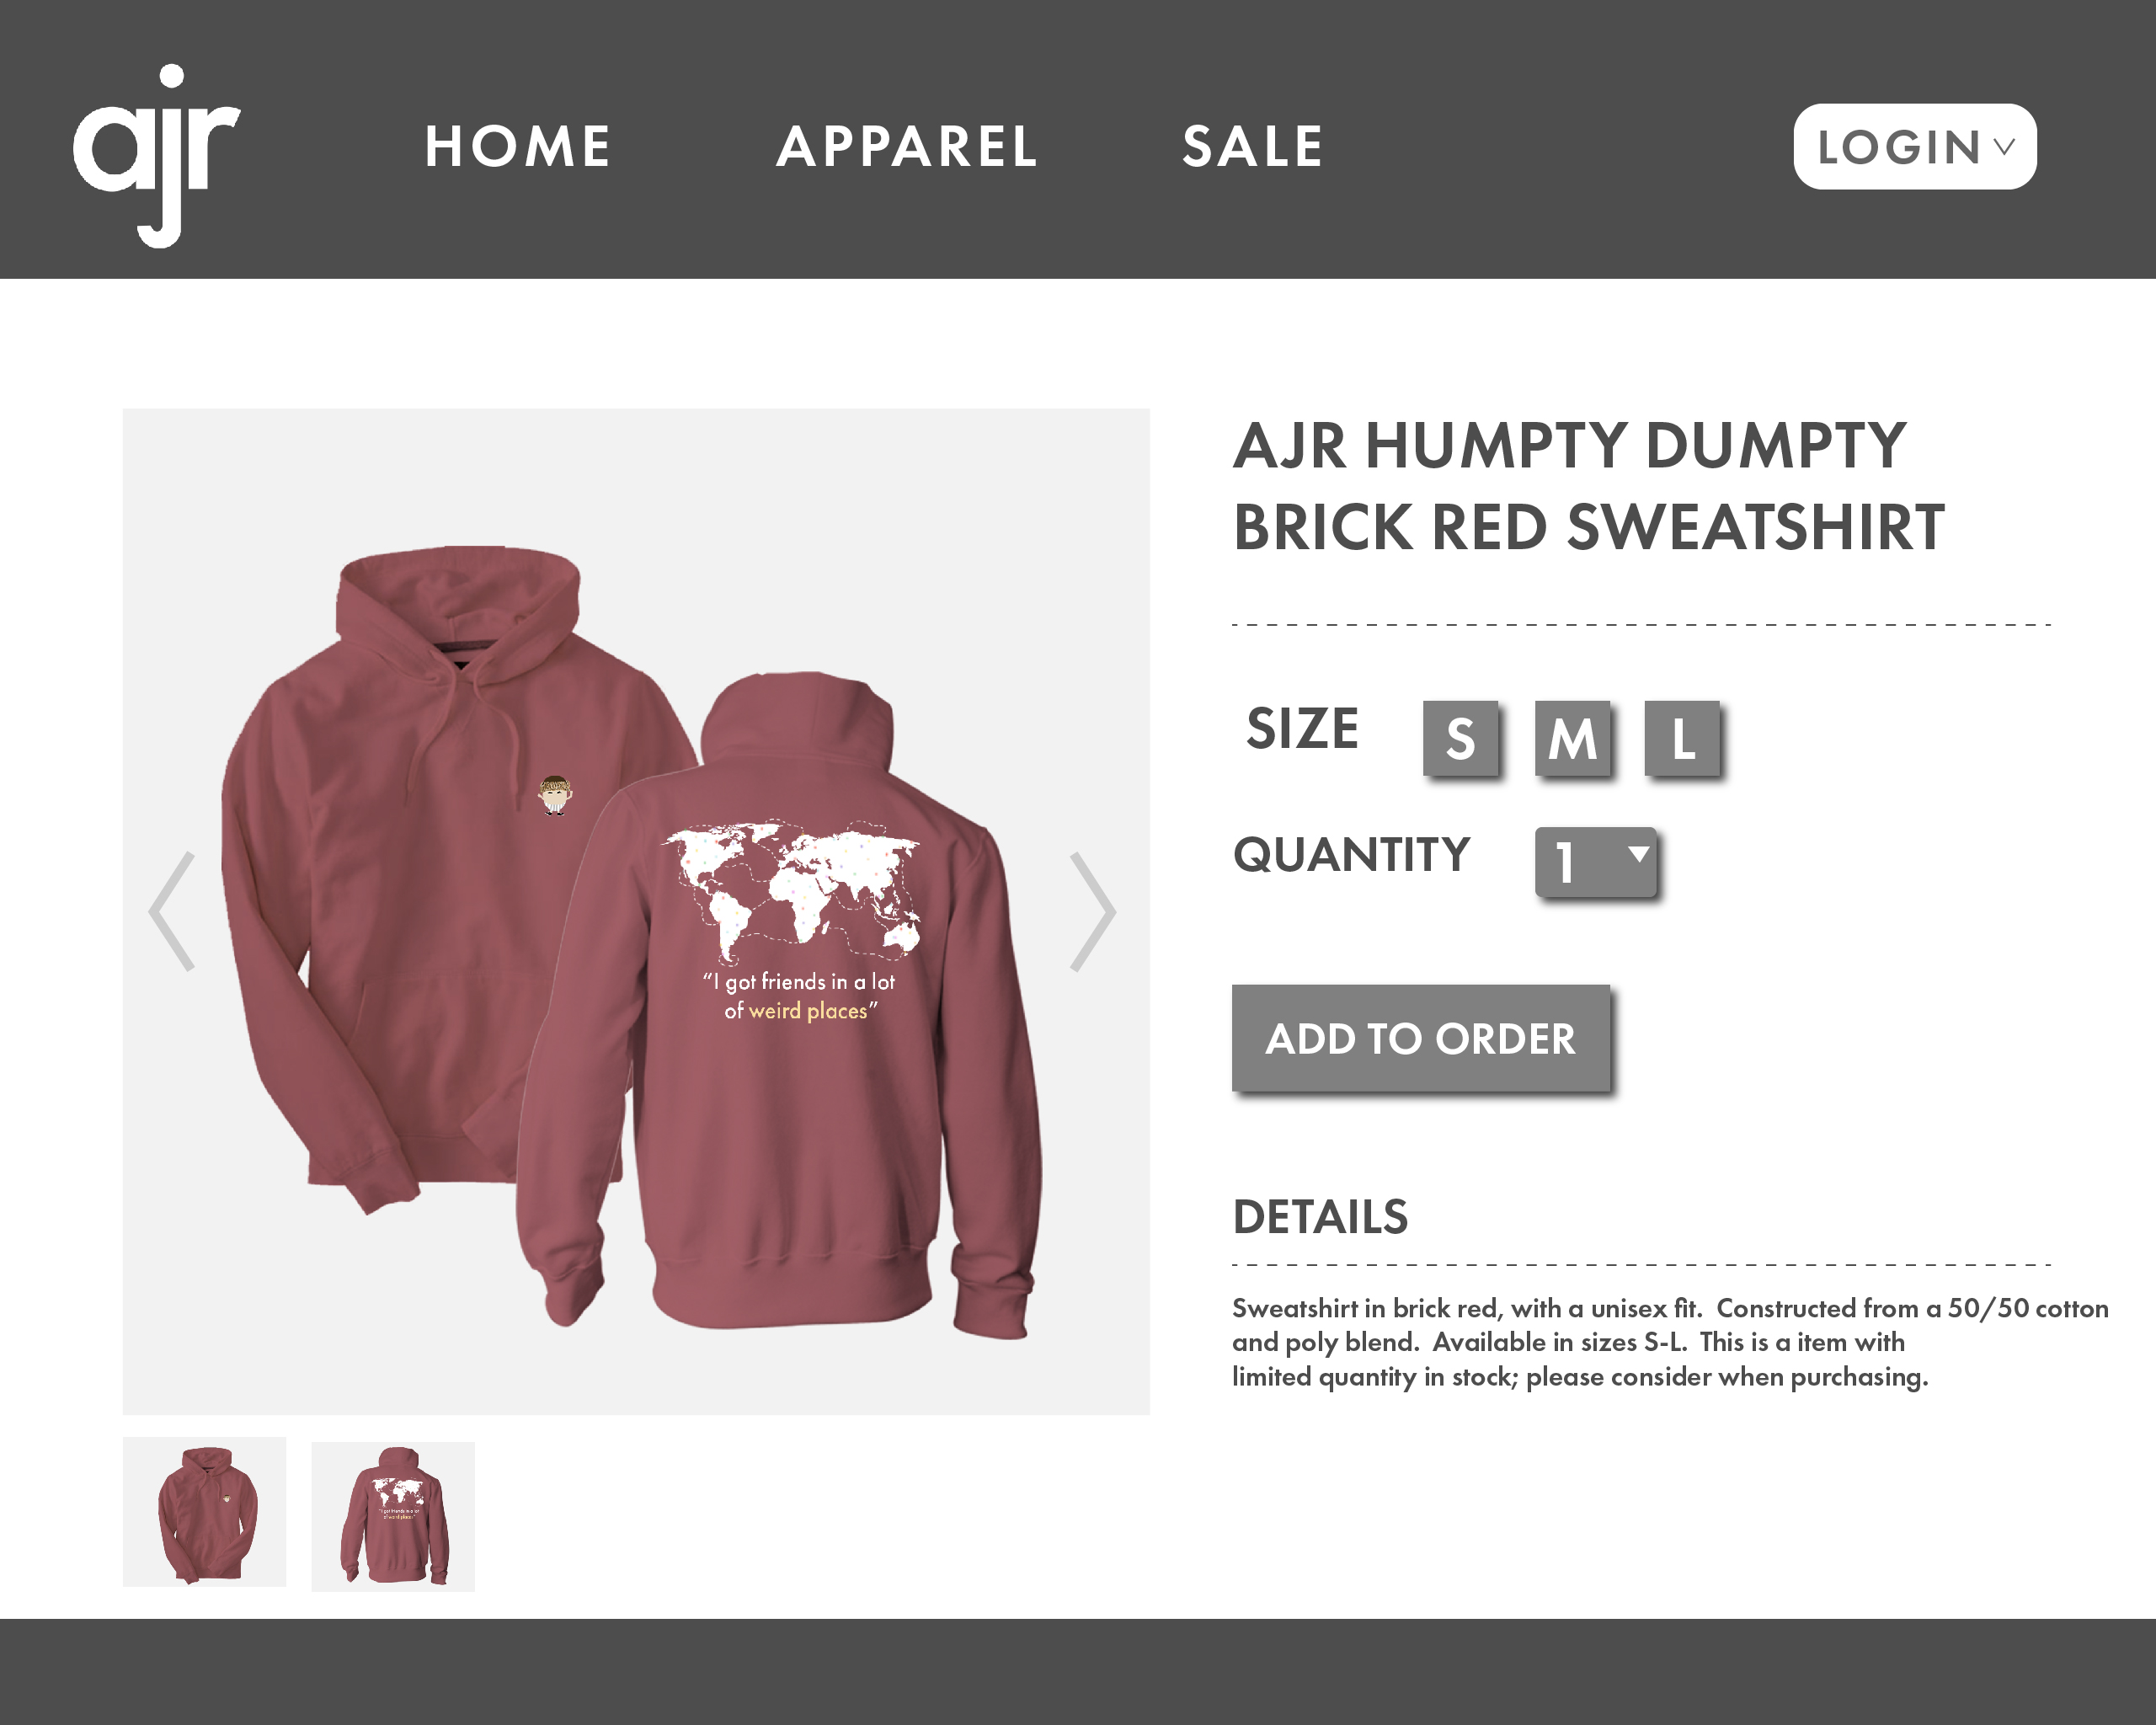 ajr
HOME APPAREL SALE LOGIN
AJR HUMPTY DUMPTY
BRICK RED SWEATSHIRT
SIZE S M L
QUANTITY 1
"I got friends in a lot
of weird places"
ADD TO ORDER
DETAILS
Sweatshirt in brick red, with a unisex fit. Constructed from a 50/50 cotton
and poly blend. Available in sizes S-L. This is a item with
limited quantity in stock; please consider when purchasing.
"I got friends in a lot
of weird places"